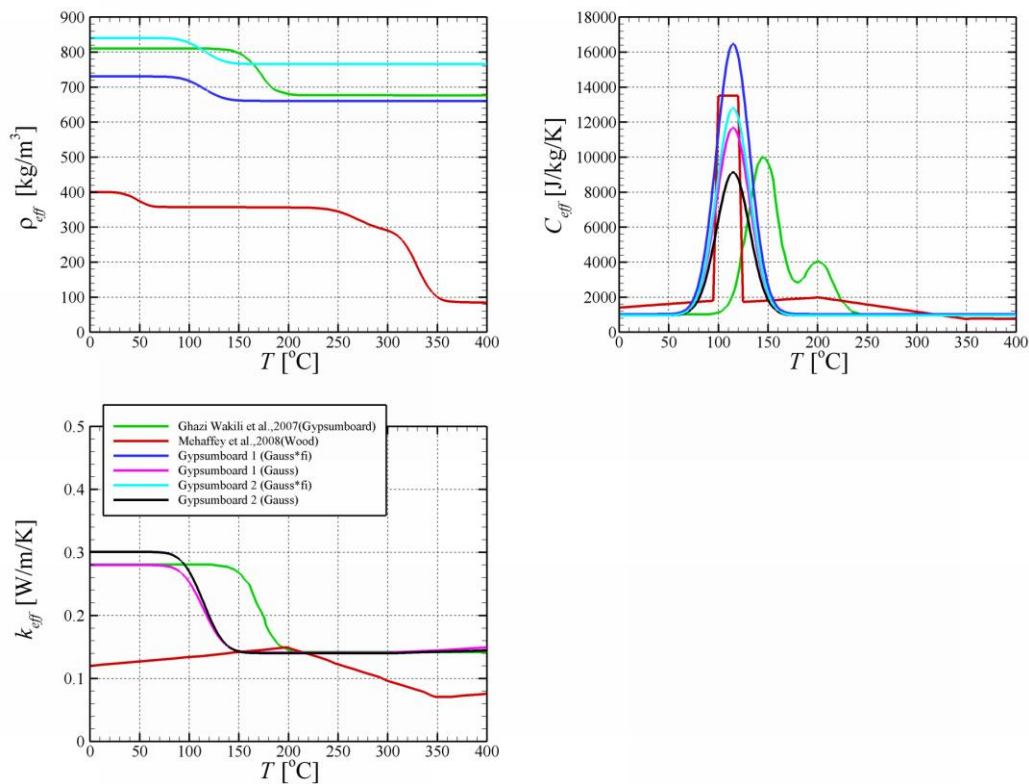 900
800
700
600
500
400
300
200
100
0
ρeff [kg/m³]
0 50 100 150 200 250 300 350 400
T [°C]
18000
16000
14000
12000
10000
8000
6000
4000
2000
0
Ceff [J/kg/K]
0 50 100 150 200 250 300 350 400
T [°C]
0.5
0.4
0.3
0.2
0.1
0
keff [W/m/K]
Ghazi Wakili et al.,2007(Gypsumboard)
Mehaffey et al.,2008(Wood)
Gypsumboard 1 (Gauss*fi)
Gypsumboard 1 (Gauss)
Gypsumboard 2 (Gauss*fi)
Gypsumboard 2 (Gauss)
0 50 100 150 200 250 300 350 400
T [°C]